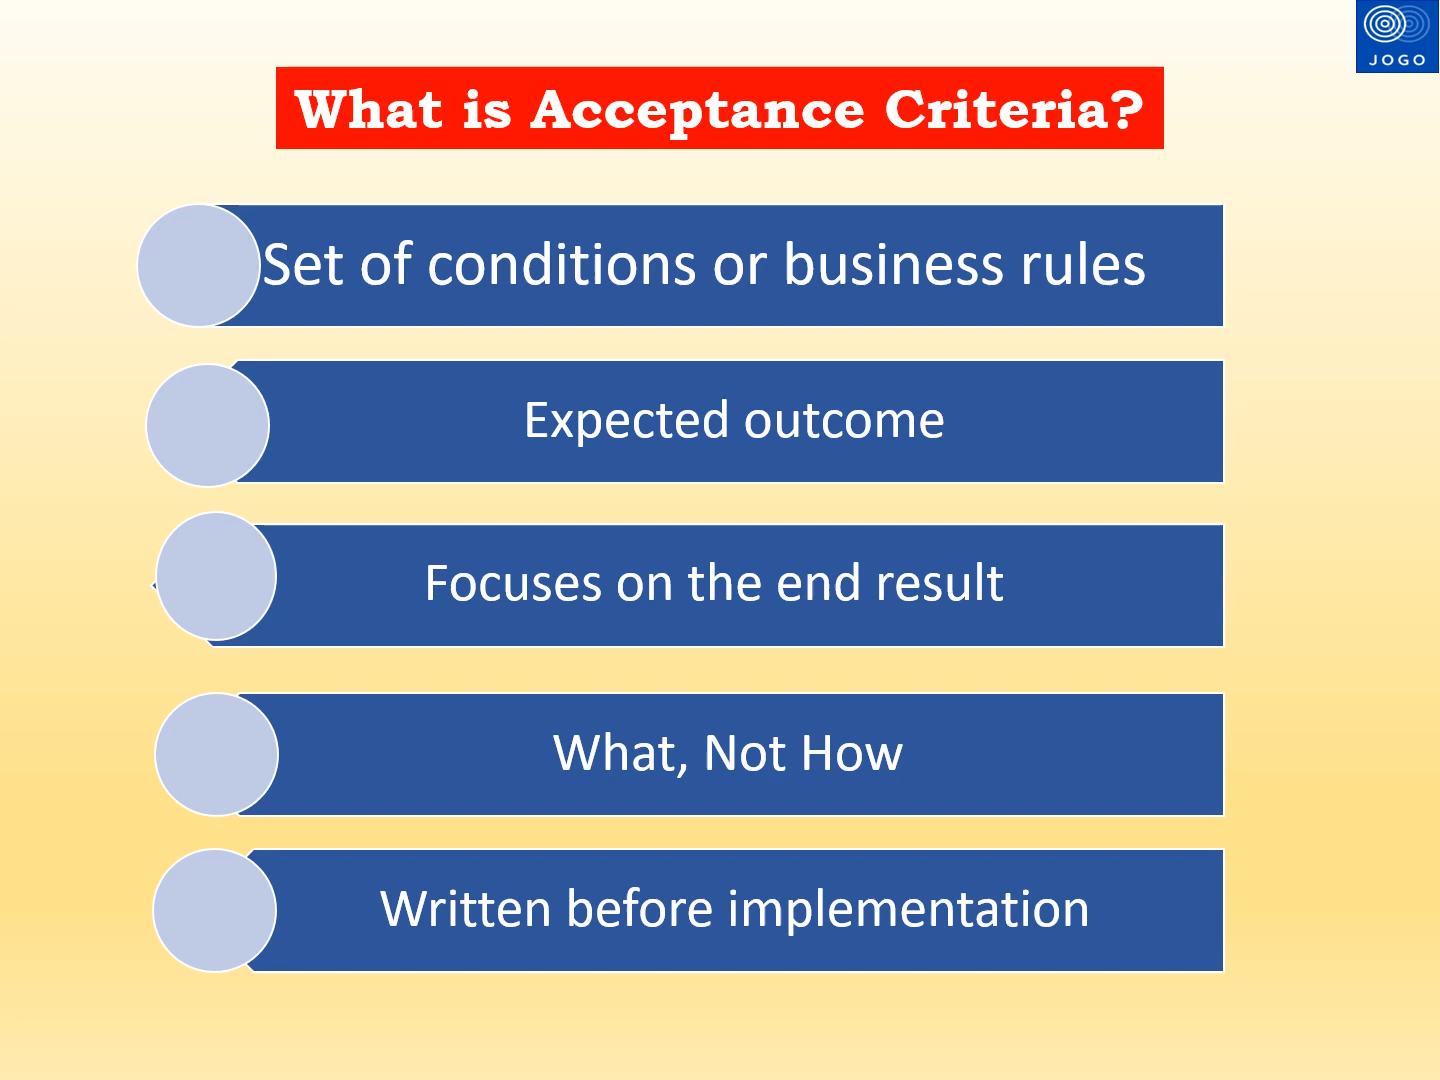 JOGO
What is Acceptance Criteria?
Set of conditions or business rules
Expected outcome
Focuses on the end result
What, Not How
Written before implementation